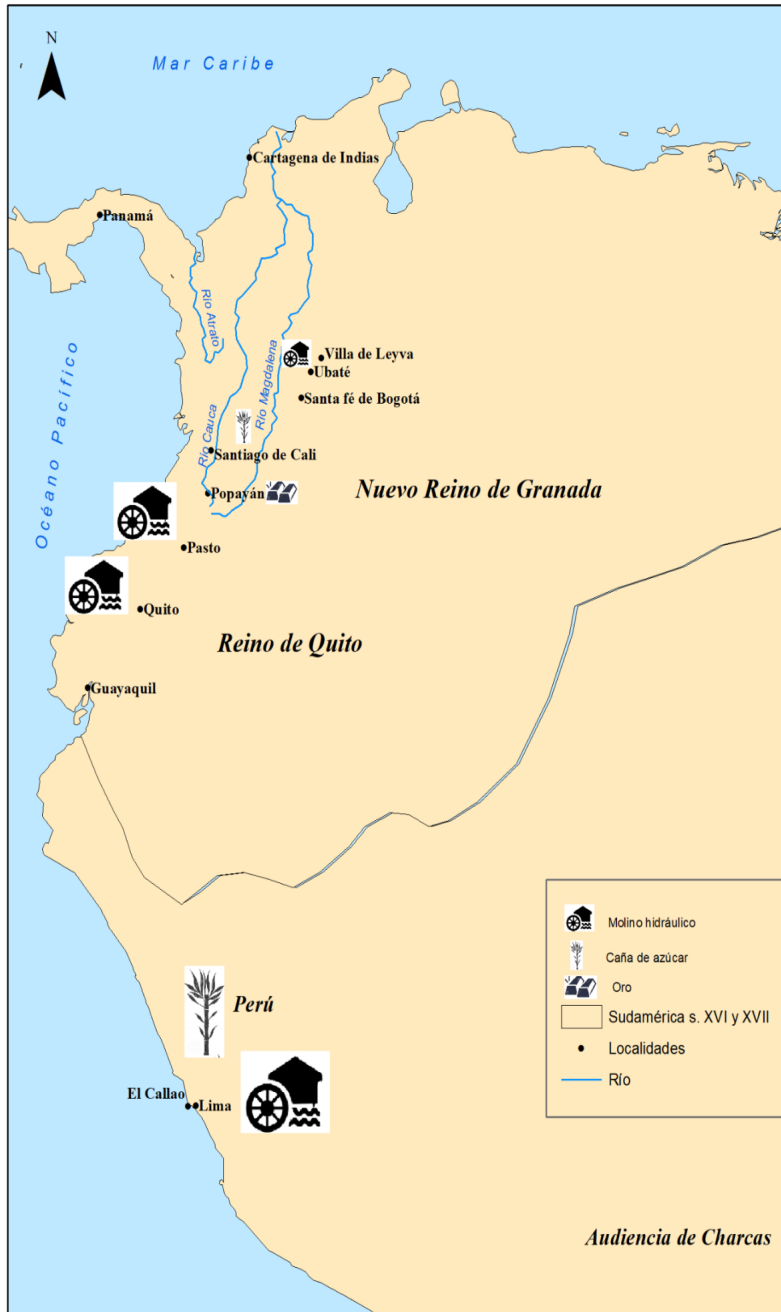 N
Mar Caribe
Cartagena de Indias
Panamá
Río Atrato
Océano Pacífico
Río Magdalena
Villa de Leyva
Ubaté
Santa fé de Bogotá
Río Cauca
Santiago de Cali
Popayán
Nuevo Reino de Granada
Pasto
Quito
Reino de Quito
Guayaquil
Perú
El Callao
Lima
Molino hidráulico
Caña de azúcar
Oro
Sudamérica s. XVI y XVII
Localidades
Río
Audiencia de Charcas